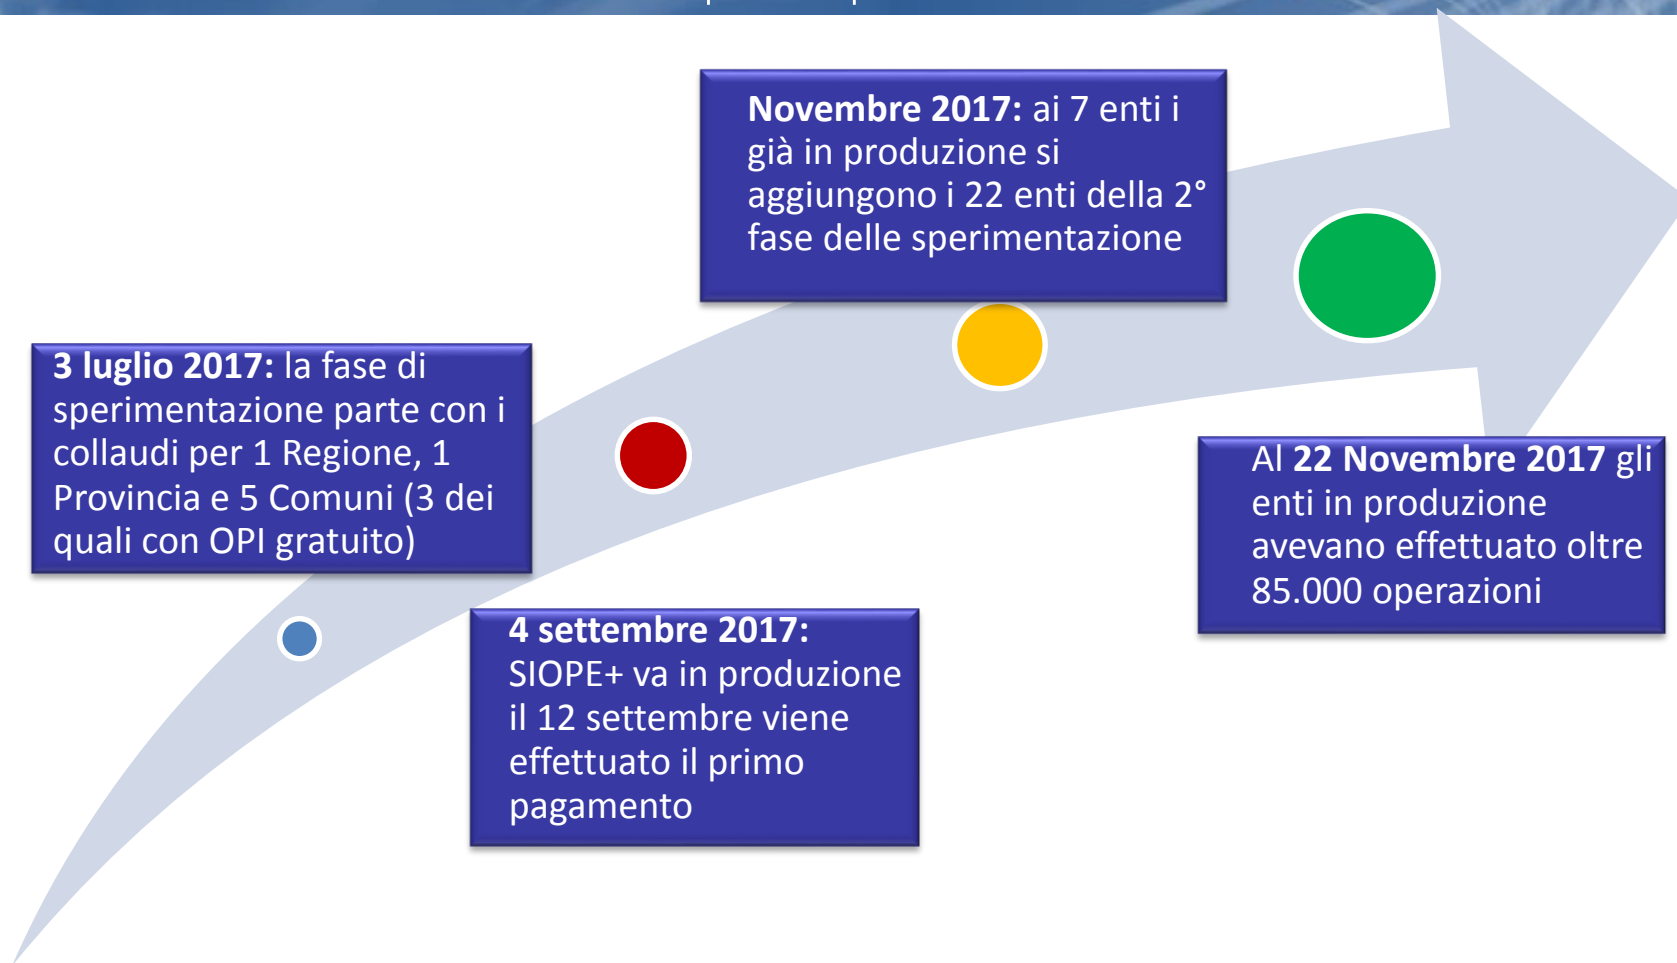 3 luglio 2017: la fase di
sperimentazione parte con i
collaudi per 1 Regione, 1
Provincia e 5 Comuni (3 dei
quali con OPI gratuito)
4 settembre 2017:
SIOPE+ va in produzione
il 12 settembre viene
effettuato il primo
pagamento
Novembre 2017: ai 7 enti i
già in produzione si
aggiungono i 22 enti della 2°
fase delle sperimentazione
Al 22 Novembre 2017 gli
enti in produzione
avevano effettuato oltre
85.000 operazioni